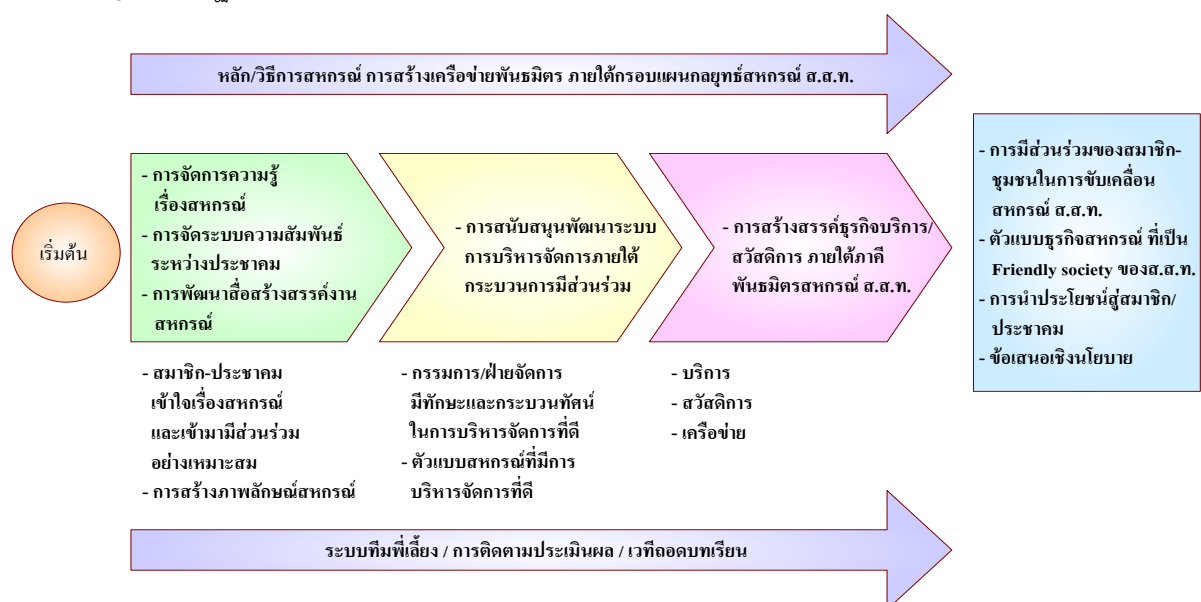 หลัก/วิธีการสหกรณ์ การสร้างเครือข่ายพันธมิตร ภายใต้กรอบแผนกลยุทธ์สหกรณ์ ส.ส.ท.
เริ่มต้น
- การจัดการความรู้
เรื่องสหกรณ์
- การจัดระบบความสัมพันธ์
ระหว่างประชาคม
- การพัฒนาสื่อสร้างสรรค์งาน
สหกรณ์
- การสนับสนุนพัฒนาระบบ
การบริหารจัดการภายใต้
กระบวนการมีส่วนร่วม
- การสร้างสรรค์ธุรกิจบริการ/
สวัสดิการ ภายใต้ภาคี
พันธมิตรสหกรณ์ ส.ส.ท.
- การมีส่วนร่วมของสมาชิก-
ชุมชนในการขับเคลื่อน
สหกรณ์ ส.ส.ท.
- ตัวแบบธุรกิจสหกรณ์ ที่เป็น
Friendly society ของส.ส.ท.
- การนำประโยชน์สู่สมาชิก/
ประชาคม
- ข้อเสนอเชิงนโยบาย
- สมาชิก-ประชาคม
เข้าใจเรื่องสหกรณ์
และเข้ามามีส่วนร่วม
อย่างเหมาะสม
- การสร้างภาพลักษณ์สหกรณ์
- กรรมการ/ฝ่ายจัดการ
มีทักษะและกระบวนทัศน์
ในการบริหารจัดการที่ดี
- ตัวแบบสหกรณ์ที่มีการ
บริหารจัดการที่ดี
- บริการ
- สวัสดิการ
- เครือข่าย
ระบบทีมพี่เลี้ยง / การติดตามประเมินผล / เวทีถอดบทเรียน